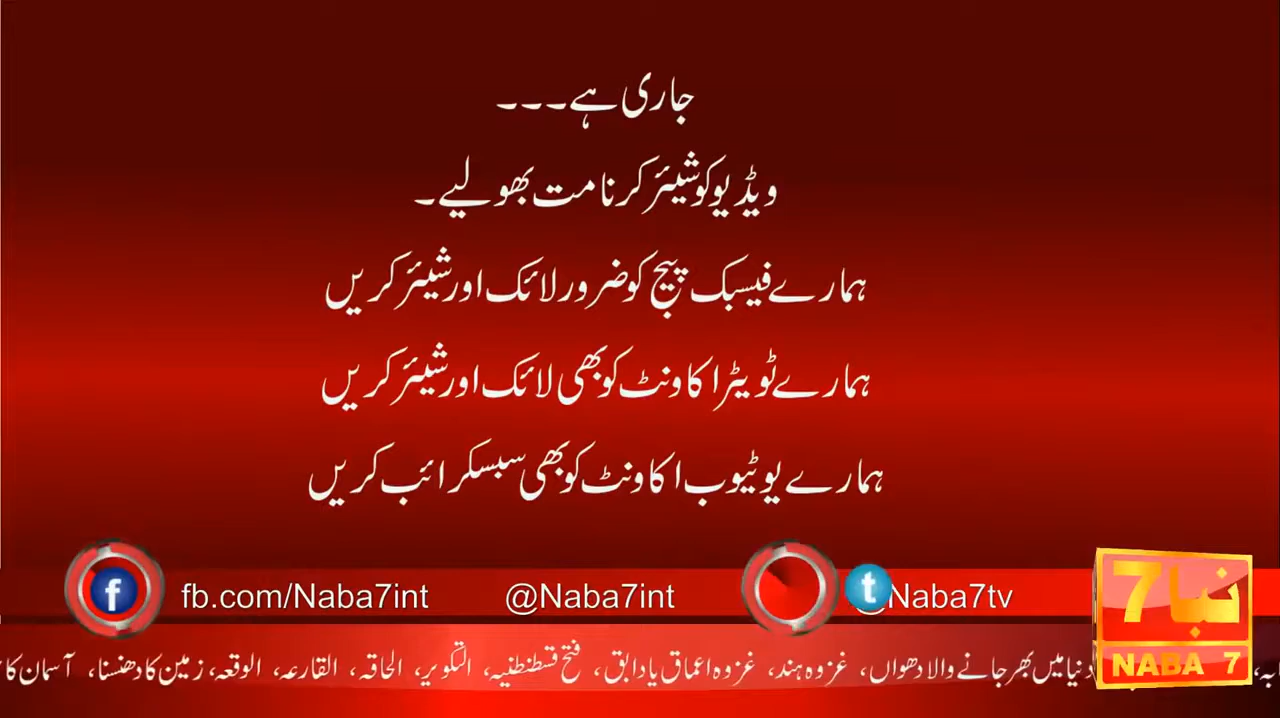 جاری ہے۔۔۔
ویڈیو کو شیئر کرنا مت بھولیے۔
ہمارے فیسبک پیج کو ضرور لائک اور شیئر کریں
ہمارے ٹویٹر اکاونٹ کو بھی لائک اور شیئر کریں
ہمارے یوٹیوب اکاونٹ کو بھی سبسکرائب کریں
fb.com/Naba7int @Naba7int @Naba7tv
نبا 7
NABA 7
دنیا میں بھر جانے والا دھواں، غزوہ ہند، غزوہ اعماق یا دابق، فتح قسطنطنیہ، التکویر، الحاقہ، القارعہ، الوقعہ، زمین کا دھنسنا، آسمان کا